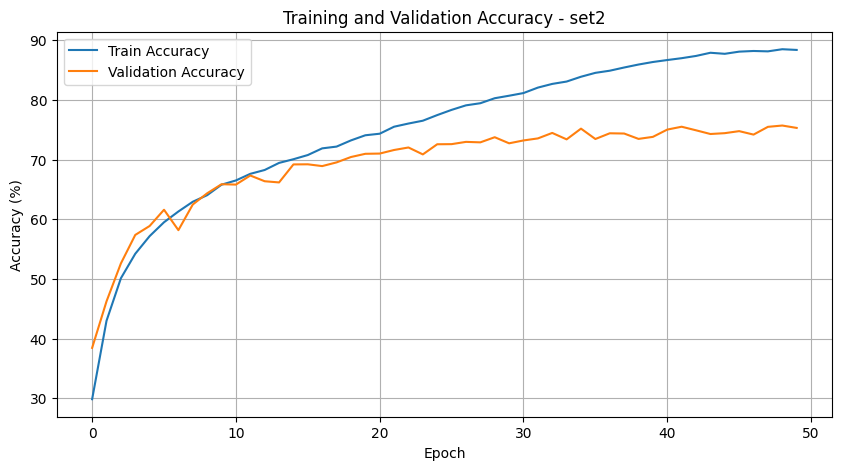 Training and Validation Accuracy - set2
Train Accuracy
Validation Accuracy
Accuracy (%)
90
80
70
60
50
40
30
0 10 20 30 40 50
Epoch